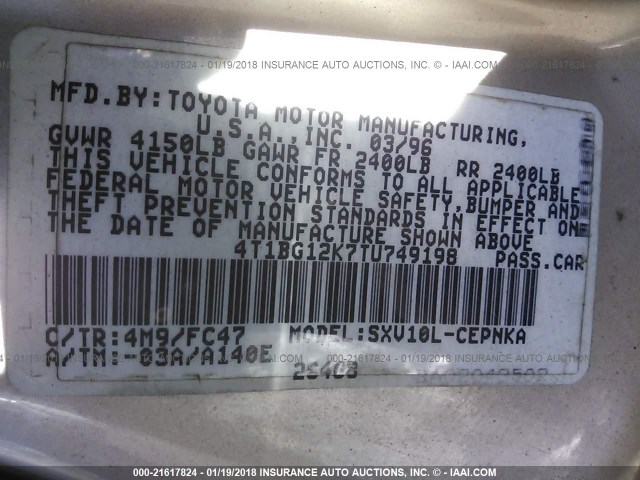 000-21617824 - 01/19/2018 INSURANCE AUTO AUCTIONS, INC. - © IAAI.COM
MFD.BY:TOYOTA MOTOR MANUFACTURING,
U.S.A., INC. 03/96
GVWR 4150LB GAWR FR 2400LB RR 2400LB
THIS VEHICLE CONFORMS TO ALL APPLICABLE
FEDERAL MOTOR VEHICLE SAFETY,BUMPER AND
THEFT PREVENTION STANDARDS IN EFFECT ON
THE DATE OF MANUFACTURE SHOWN ABOVE
4T1BG12K7TU749198 PASS.CAR
C/TR:4M9/FC47 MODEL:SXV10L-CEPNKA
A/TM:-03A/A140E
264C8
000-21617824 - 01/19/2018 INSURANCE AUTO AUCTIONS, INC. - © IAAI.COM